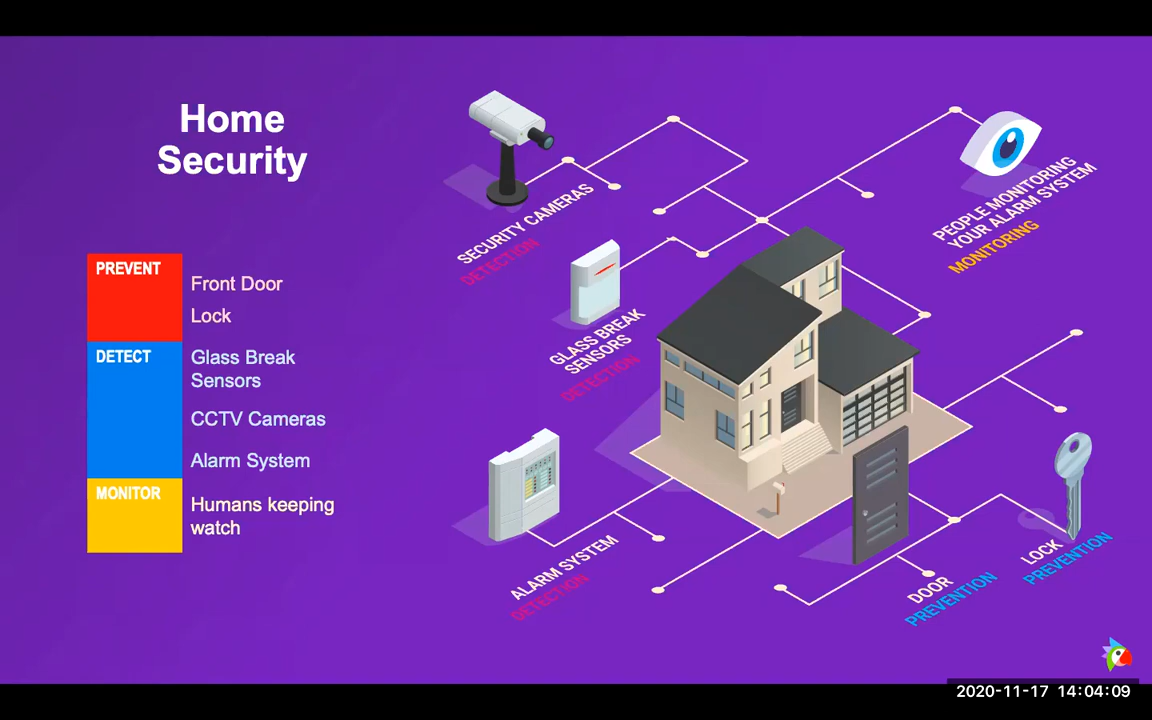 Home
Security
PREVENT
Front Door
Lock
DETECT
Glass Break
Sensors
CCTV Cameras
Alarm System
MONITOR
Humans keeping
watch
SECURITY CAMERAS
DETECTION
PEOPLE MONITORING
YOUR ALARM SYSTEM
MONITORING
GLASS BREAK
SENSORS
DETECTION
ALARM SYSTEM
DETECTION
DOOR
PREVENTION
LOCK
PREVENTION
2020-11-17 14:04:09